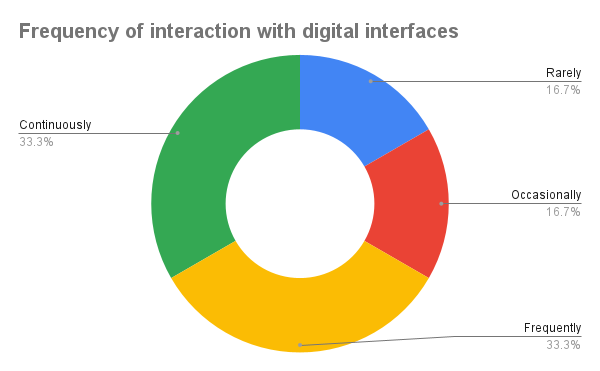 Frequency of interaction with digital interfaces
Rarely
16.7%
Continuously
33.3%
Occasionally
16.7%
Frequently
33.3%